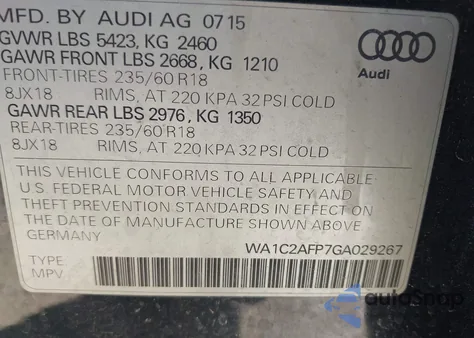 MFD. BY AUDI AG 07 15
GVWR LBS 5423, KG 2460
GAWR FRONT LBS 2668, KG 1210
FRONT-TIRES 235/60 R18
8JX18 RIMS, AT 220 KPA 32 PSI COLD
GAWR REAR LBS 2976, KG 1350
REAR-TIRES 235/60 R18
8JX18 RIMS, AT 220 KPA 32 PSI COLD
Audi
THIS VEHICLE CONFORMS TO ALL APPLICABLE
U.S. FEDERAL MOTOR VEHICLE SAFETY AND
THEFT PREVENTION STANDARDS IN EFFECT ON
THE DATE OF MANUFACTURE SHOWN ABOVE.
GERMANY
WA1C2AFP7GA029267
TYPE:
MPV
autoSnap